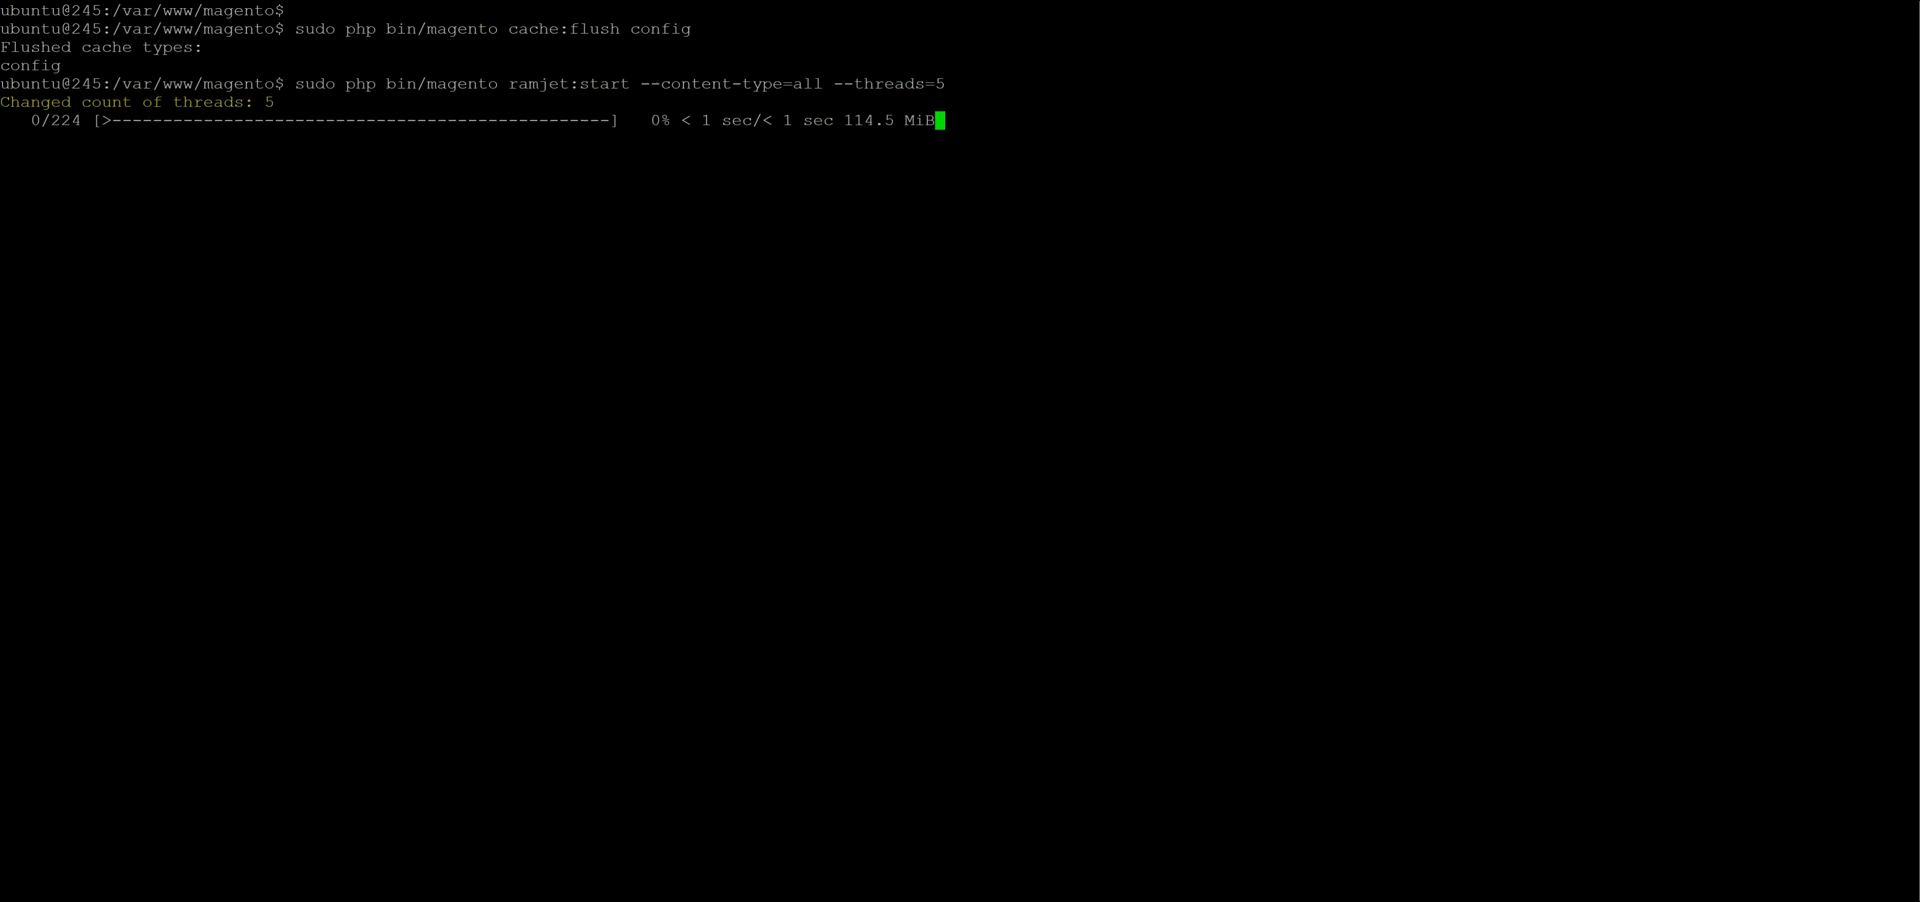 ubuntu@245:/var/www/magento$
ubuntu@245:/var/www/magento$ sudo php bin/magento cache:flush config
Flushed cache types:
config
ubuntu@245:/var/www/magento$ sudo php bin/magento ramjet:start --content-type=all --threads=5
Changed count of threads: 5
   0/224 [>-------------------------------------------------]   0% < 1 sec/< 1 sec 114.5 MiB